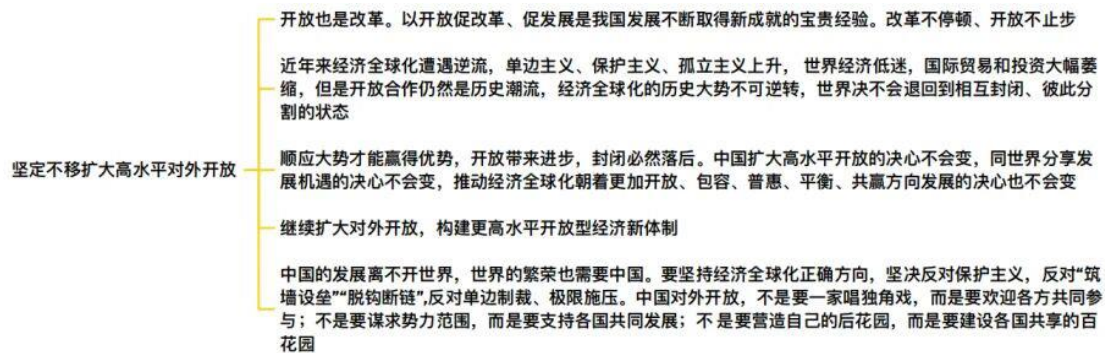 开放也是改革。以开放促改革、促发展是我国发展不断取得新成就的宝贵经验。改革不停顿、开放不止步
近年来经济全球化遭遇逆流，单边主义、保护主义、孤立主义上升， 世界经济低迷，国际贸易和投资大幅萎
缩，但是开放合作仍然是历史潮流，经济全球化的历史大势不可逆转，世界决不会退回到相互封闭、彼此分
割的状态
坚定不移扩大高水平对外开放
顺应大势才能赢得优势，开放带来进步，封闭必然落后。中国扩大高水平开放的决心不会变，同世界分享发
展机遇的决心不会变，推动经济全球化朝着更加开放、包容、普惠、平衡、共赢方向发展的决心也不会变
继续扩大对外开放，构建更高水平开放型经济新体制
中国的发展离不开世界，世界的繁荣也需要中国。要坚持经济全球化正确方向，坚决反对保护主义，反对“筑
墙设垒”“脱钩断链”,反对单边制裁、极限施压。中国对外开放，不是要一家唱独角戏，而是要欢迎各方共同参
与；不是要谋求势力范围，而是要支持各国共同发展；不 是要营造自己的后花园，而是要建设各国共享的百
花园